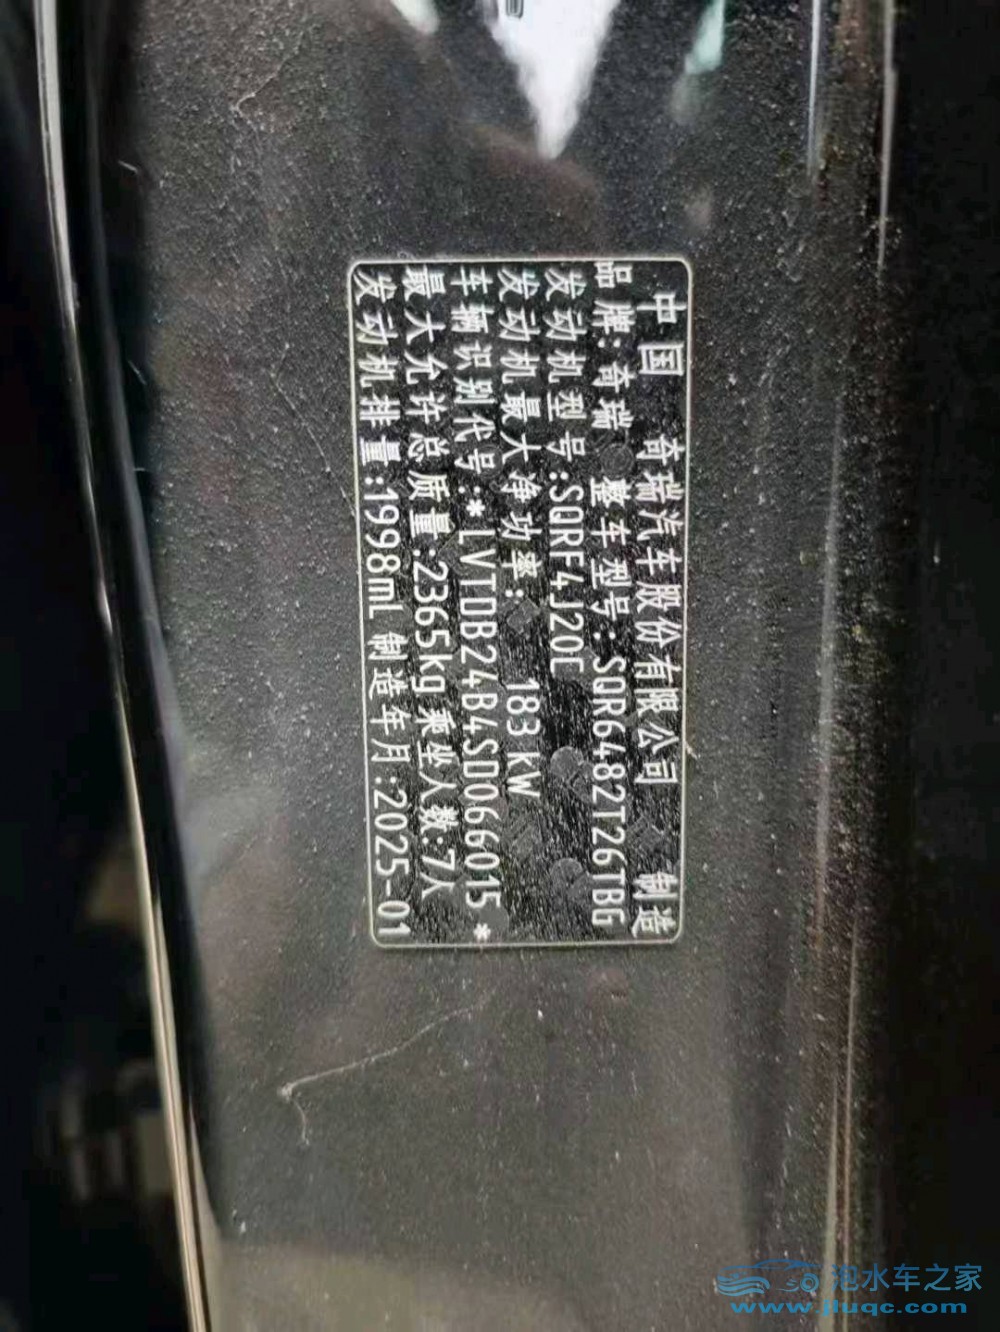 中国 奇瑞汽车股份有限公司 制造
品牌:奇瑞 整车型号:SQR6482T26TBG
发动机型号:SQRF4J20C
发动机最大净功率: 183 kW
车辆识别代号:*LVTDB24B4SD066015*
最大允许总质量:2365kg 乘坐人数:7人
发动机排量:1998mL 制造年月:2025-01
泡水车之家
www.jluqc.com